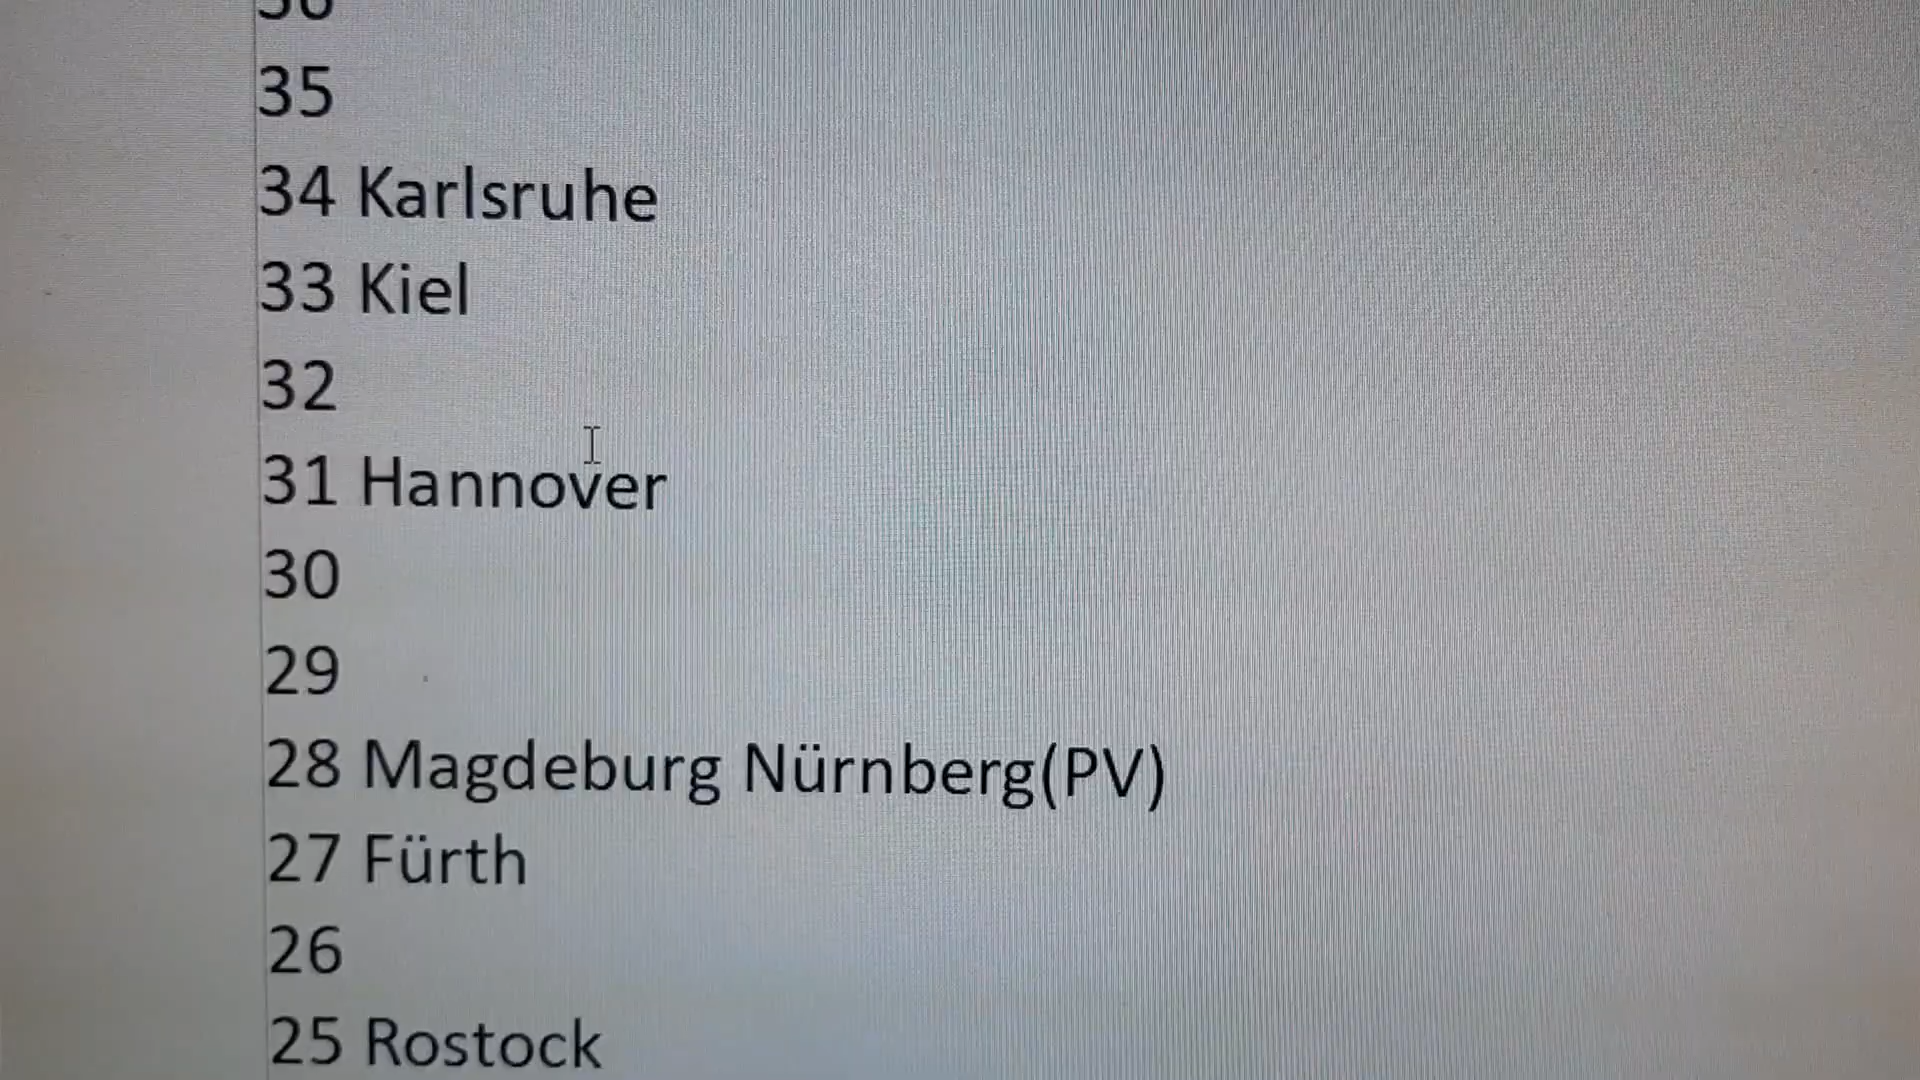 35
34 Karlsruhe
33 Kiel
32
31 Hannover
30
29
28 Magdeburg Nürnberg(PV)
27 Fürth
26
25 Rostock